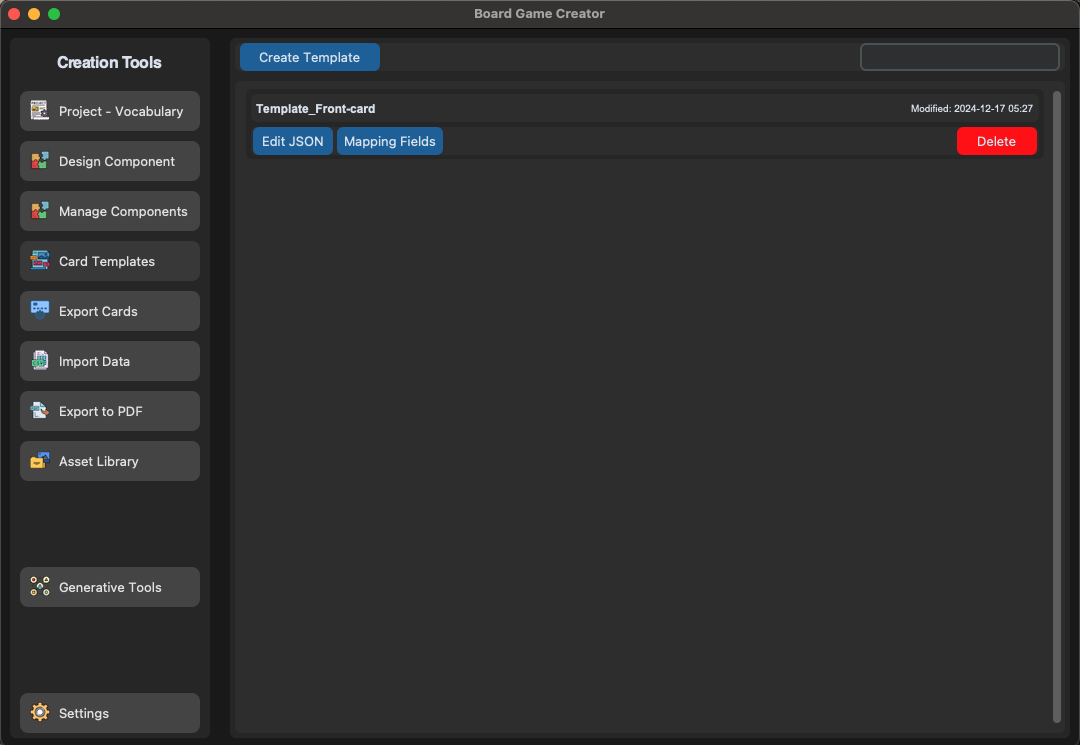 Board Game Creator
Creation Tools
Project - Vocabulary
Design Component
Manage Components
Card Templates
Export Cards
Import Data
Export to PDF
Asset Library
Generative Tools
Settings
Create Template
Template_Front-card
Modified: 2024-12-17 05:27
Edit JSON
Mapping Fields
Delete